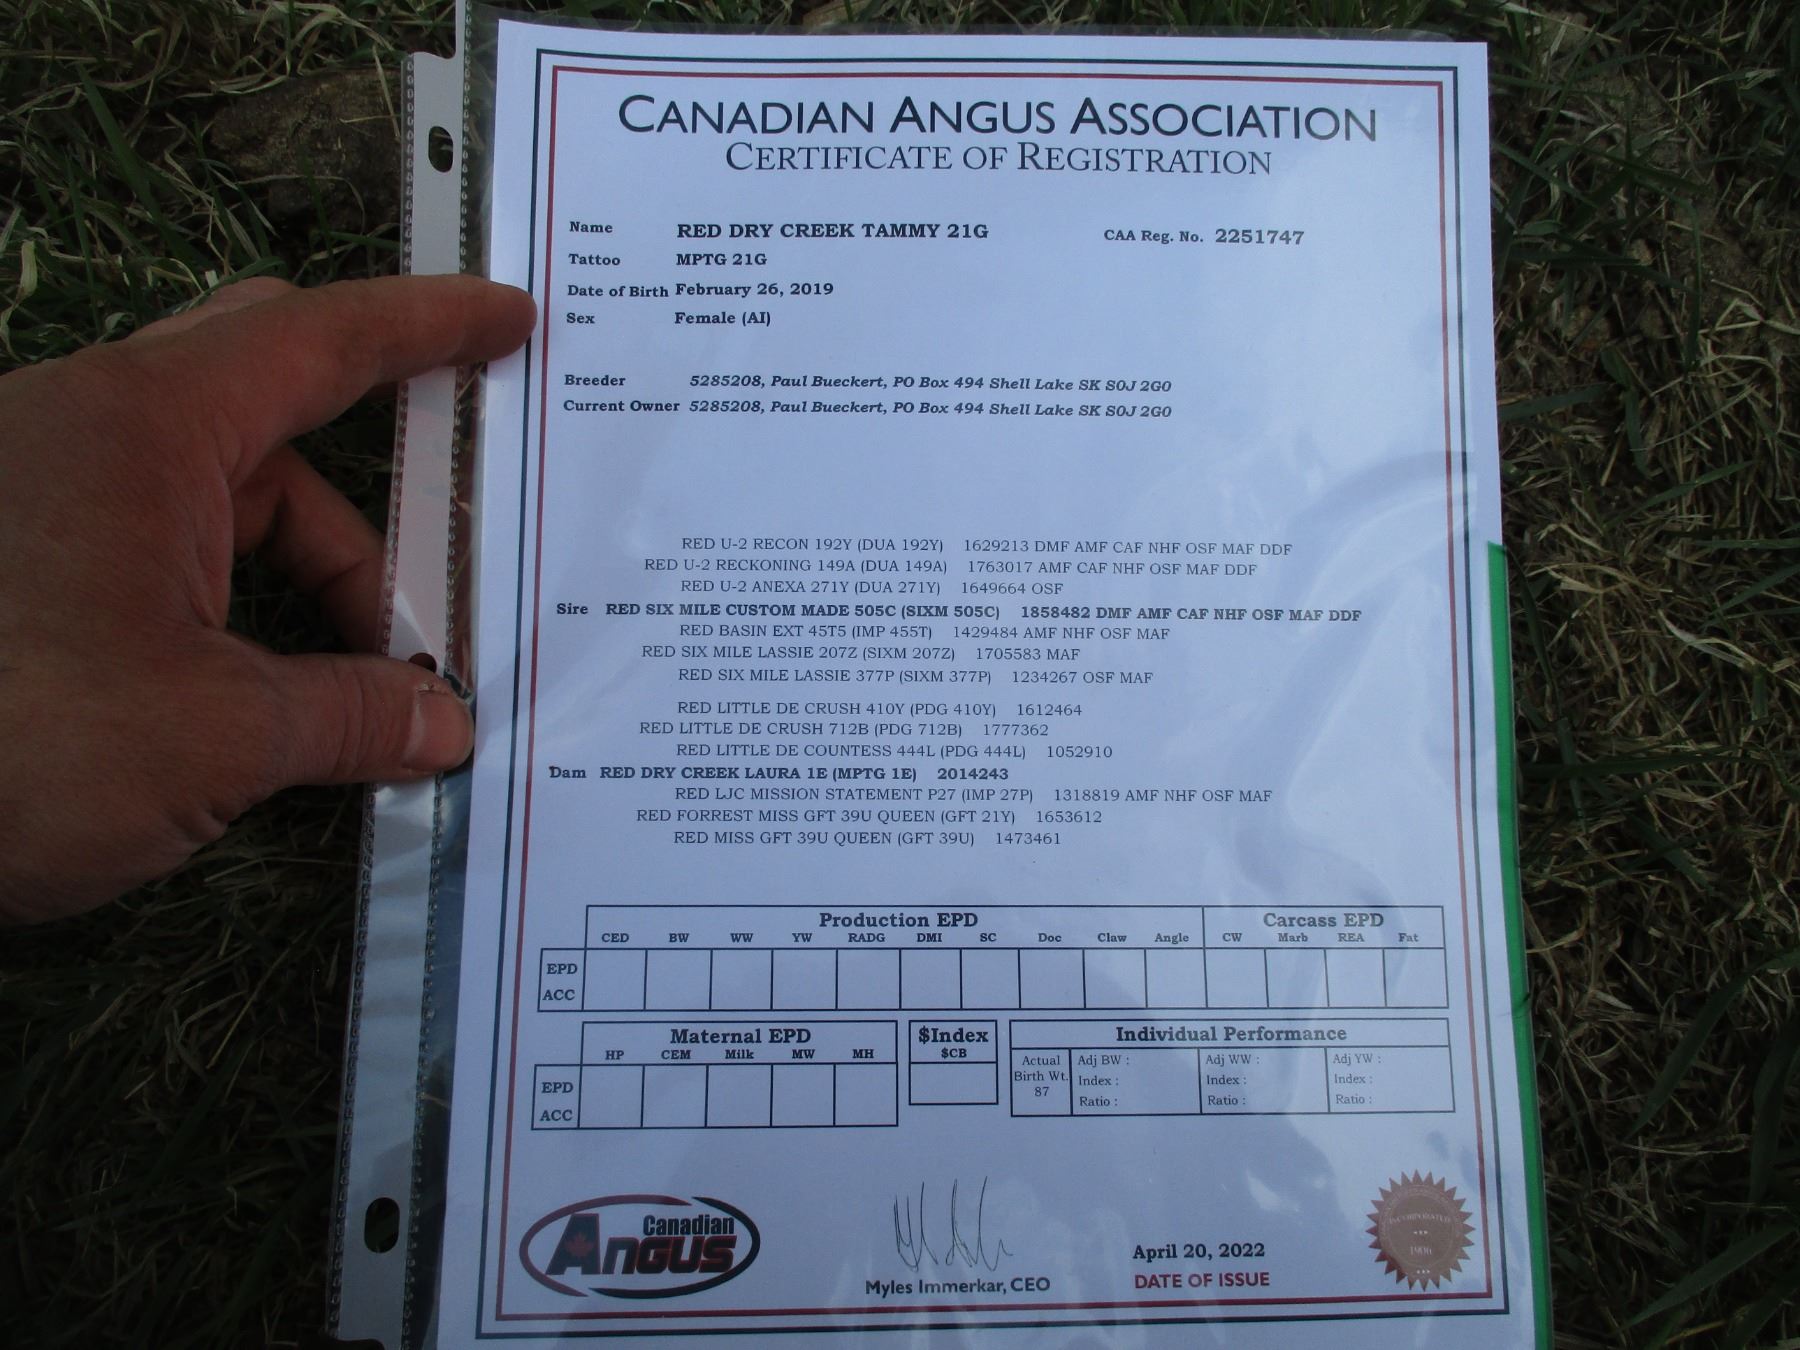 CANADIAN ANGUS ASSOCIATION
CERTIFICATE OF REGISTRATION
Name RED DRY CREEK TAMMY 21G CAA Reg. No. 2251747
Tattoo MPTG 21G
Date of Birth February 26, 2019
Sex Female (AI)
Breeder 5285208, Paul Bueckert, PO Box 494 Shell Lake SK S0J 2G0
Current Owner 5285208, Paul Bueckert, PO Box 494 Shell Lake SK S0J 2G0
RED U-2 RECON 192Y (DUA 192Y) 1629213 DMF AMF CAF NHF OSF MAF DDF
RED U-2 RECKONING 149A (DUA 149A) 1763017 AMF CAF NHF OSF MAF DDF
RED U-2 ANEXA 271Y (DUA 271Y) 1649664 OSF
Sire RED SIX MILE CUSTOM MADE 505C (SIXM 505C) 1858482 DMF AMF CAF NHF OSF MAF DDF
RED BASIN EXT 45T5 (IMP 455T) 1429484 AMF NHF OSF MAF
RED SIX MILE LASSIE 207Z (SIXM 207Z) 1705583 MAF
RED SIX MILE LASSIE 377P (SIXM 377P) 1234267 OSF MAF
RED LITTLE DE CRUSH 410Y (PDG 410Y) 1612464
RED LITTLE DE CRUSH 712B (PDG 712B) 1777362
RED LITTLE DE COUNTESS 444L (PDG 444L) 1052910
Dam RED DRY CREEK LAURA 1E (MPTG 1E) 2014243
RED LJC MISSION STATEMENT P27 (IMP 27P) 1318819 AMF NHF OSF MAF
RED FORREST MISS GFT 39U QUEEN (GFT 21Y) 1653612
RED MISS GFT 39U QUEEN (GFT 39U) 1473461
Production EPD Carcass EPD
CED BW WW YW RADG DMI SC Doc Claw Angle CW Marb REA Fat
EPD
ACC
Maternal EPD $Index Individual Performance
HP CEM Milk MW MH $CB
Actual Adj BW : Adj WW : Adj YW :
Birth Wt. Index : Index : Index :
87 Ratio : Ratio : Ratio :
EPD
ACC
Canadian
ANGUS
Myles Immerkar, CEO
April 20, 2022
DATE OF ISSUE
INCORPORATED
1906